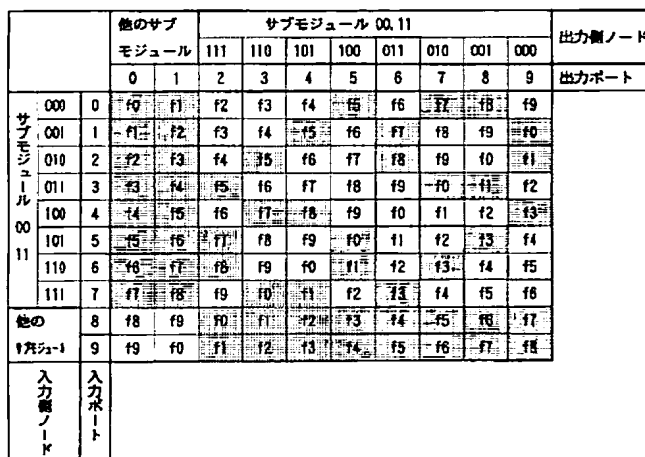 他のサブ サブモジュール 00, 11 出力側ノード
モジュール 111 110 101 100 011 010 001 000
0 1 2 3 4 5 6 7 8 9 出力ポート
サブモジュール 00 11
000 0 f0 f1 f2 f3 f4 f5 f6 f7 f8 f9
001 1 f1 f2 f3 f4 f5 f6 f7 f8 f9 f0
010 2 f2 f3 f4 f5 f6 f7 f8 f9 f0 f1
011 3 f3 f4 f5 f6 f7 f8 f9 f0 f1 f2
100 4 f4 f5 f6 f7 f8 f9 f0 f1 f2 f3
101 5 f5 f6 f7 f8 f9 f0 f1 f2 f3 f4
110 6 f6 f7 f8 f9 f0 f1 f2 f3 f4 f5
111 7 f7 f8 f9 f0 f1 f2 f3 f4 f5 f6
他の 8 f8 f9 f0 f1 f2 f3 f4 f5 f6 f7
サブモジュール 9 f9 f0 f1 f2 f3 f4 f5 f6 f7 f8
入力側ノード
入力ポート